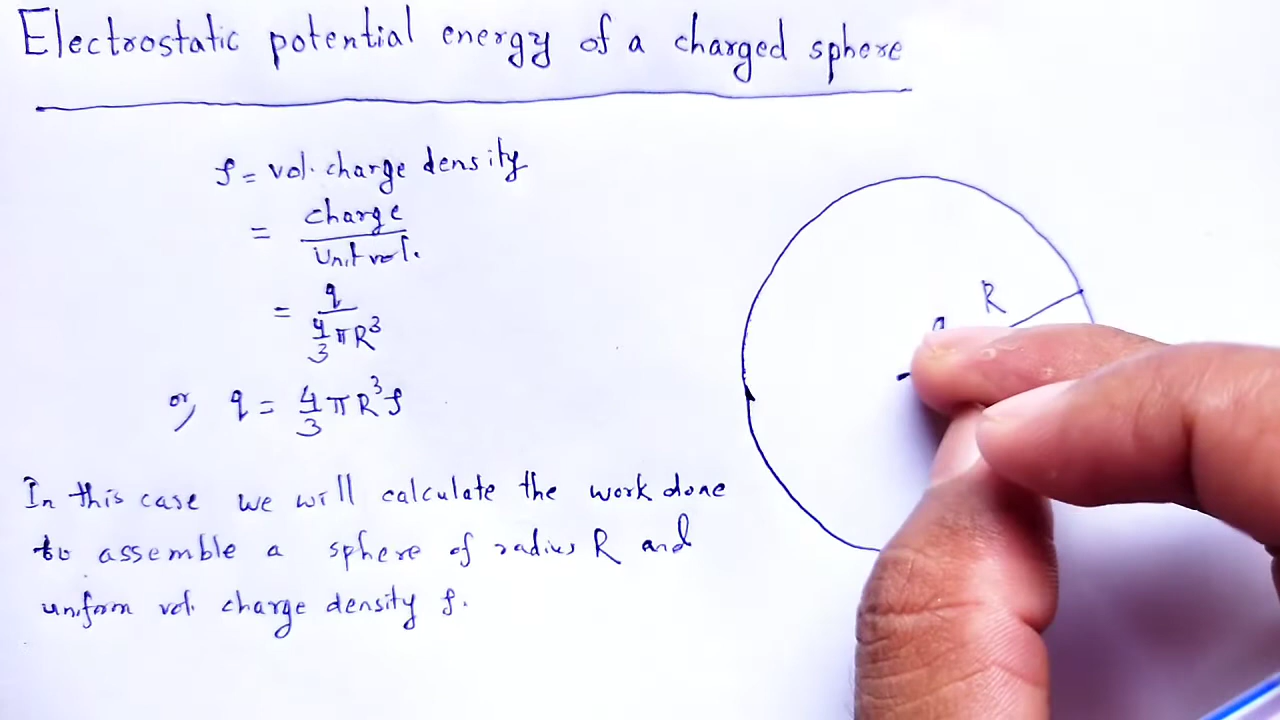 Electrostatic potential energy of a charged sphere
ρ = vol. charge density
= charge / Unit vol.
= q / 4/3 πR³
or, q = 4/3 πR³ρ
In this case we will calculate the work done
to assemble a sphere of radius R and
uniform vol. charge density ρ.
R